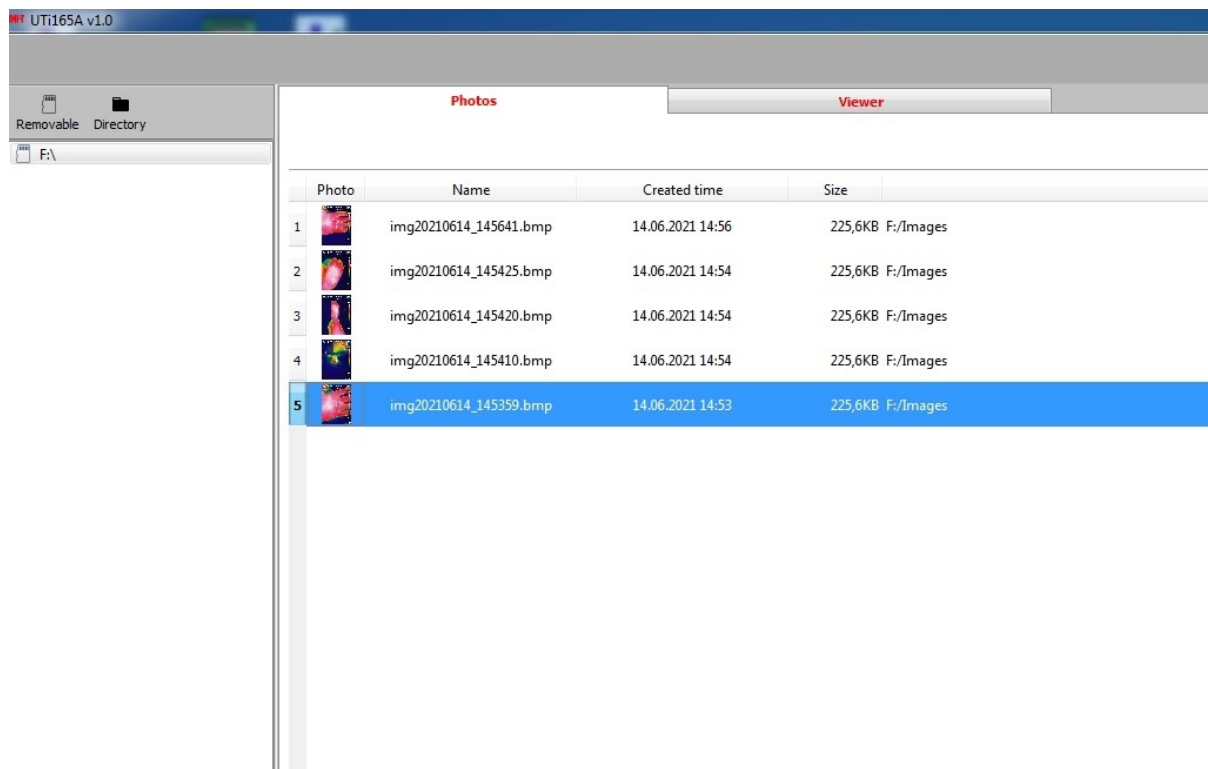 UTi165A v1.0
Removable Directory
F:\
Photos Viewer
Photo Name Created time Size
1 img20210614_145641.bmp 14.06.2021 14:56 225,6KB F:/Images
2 img20210614_145425.bmp 14.06.2021 14:54 225,6KB F:/Images
3 img20210614_145420.bmp 14.06.2021 14:54 225,6KB F:/Images
4 img20210614_145410.bmp 14.06.2021 14:54 225,6KB F:/Images
5 img20210614_145359.bmp 14.06.2021 14:53 225,6KB F:/Images